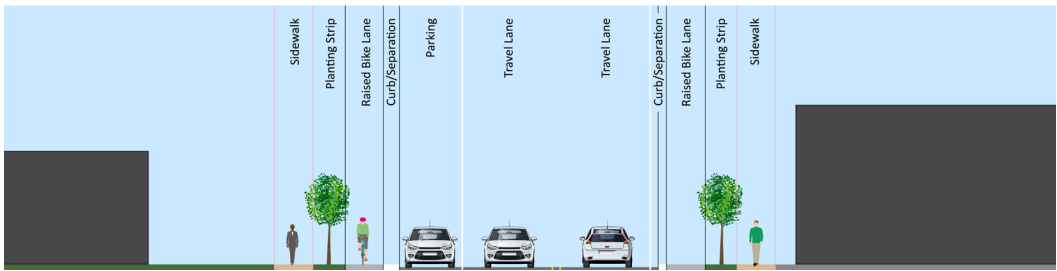 Sidewalk
Planting Strip
Raised Bike Lane
Curb/Separation
Parking
Travel Lane
Travel Lane
Curb/Separation
Raised Bike Lane
Planting Strip
Sidewalk